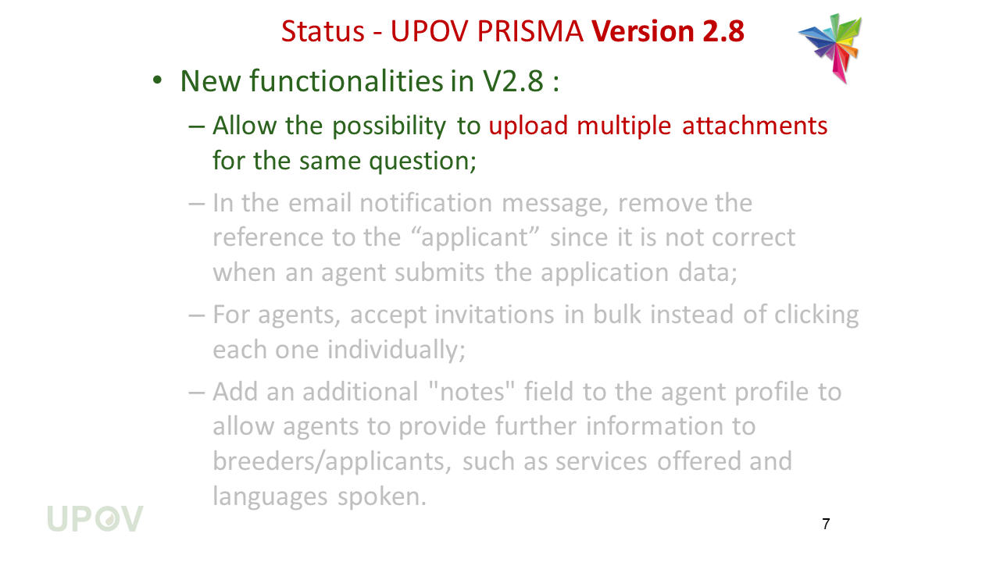 Status - UPOV PRISMA Version 2.8
• New functionalities in V2.8 :
– Allow the possibility to upload multiple attachments
for the same question;
– In the email notification message, remove the
reference to the “applicant” since it is not correct
when an agent submits the application data;
– For agents, accept invitations in bulk instead of clicking
each one individually;
– Add an additional "notes" field to the agent profile to
allow agents to provide further information to
breeders/applicants, such as services offered and
languages spoken.
UPOV
7